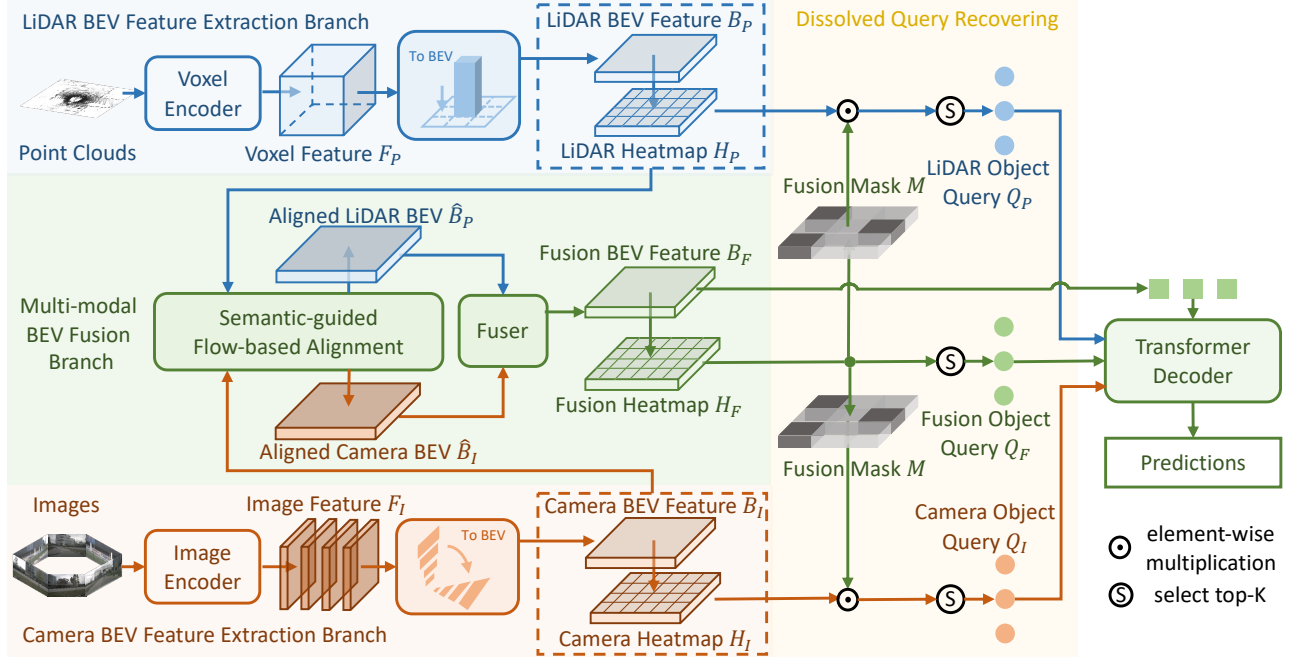 LiDAR BEV Feature Extraction Branch
Point Clouds
Voxel
Encoder
Voxel Feature F_P
To BEV
LiDAR BEV Feature B_P
LiDAR Heatmap H_P
Dissolved Query Recovering
S
LiDAR Object
Query Q_P
Fusion Mask M
Multi-modal
BEV Fusion
Branch
Aligned LiDAR BEV B̂_P
Semantic-guided
Flow-based Alignment
Aligned Camera BEV B̂_I
Fuser
Fusion BEV Feature B_F
Fusion Heatmap H_F
S
Fusion Object
Query Q_F
Fusion Mask M
Transformer
Decoder
Predictions
Images
Image
Encoder
Image Feature F_I
To BEV
Camera BEV Feature B_I
Camera Heatmap H_I
Camera BEV Feature Extraction Branch
S
Camera Object
Query Q_I
element-wise
multiplication
S select top-K